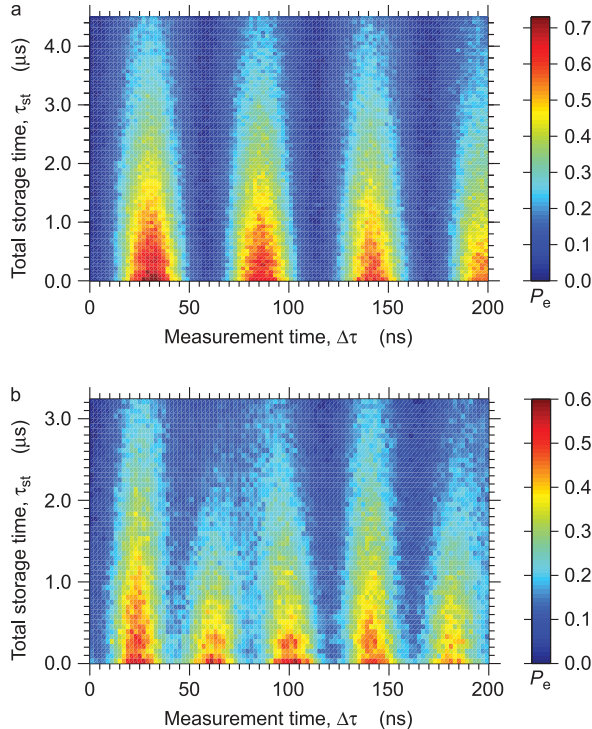 a
Total storage time, τst (μs)
4.0
3.0
2.0
1.0
0.0
0 50 100 150 200
Measurement time, Δτ (ns)
0.7
0.6
0.5
0.4
0.3
0.2
0.1
0.0
Pe
b
Total storage time, τst (μs)
3.0
2.0
1.0
0.0
0 50 100 150 200
Measurement time, Δτ (ns)
0.6
0.5
0.4
0.3
0.2
0.1
0.0
Pe